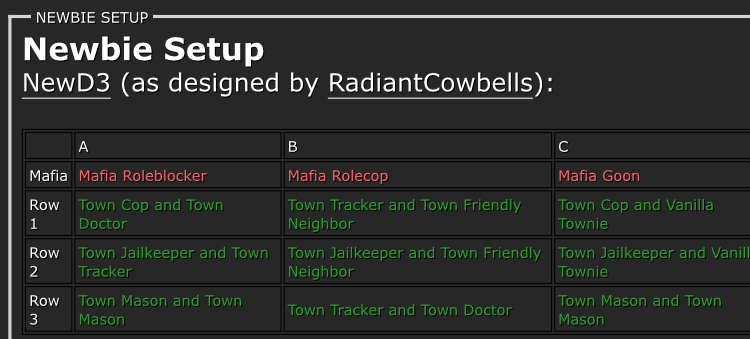 NEWBIE SETUP
Newbie Setup
NewD3 (as designed by RadiantCowbells):
A B C
Mafia Mafia Roleblocker Mafia Rolecop Mafia Goon
Row 1 Town Cop and Town Doctor Town Tracker and Town Friendly Neighbor Town Cop and Vanilla Townie
Row 2 Town Jailkeeper and Town Tracker Town Jailkeeper and Town Friendly Neighbor Town Jailkeeper and Vanill Townie
Row 3 Town Mason and Town Mason Town Tracker and Town Doctor Town Mason and Town Mason